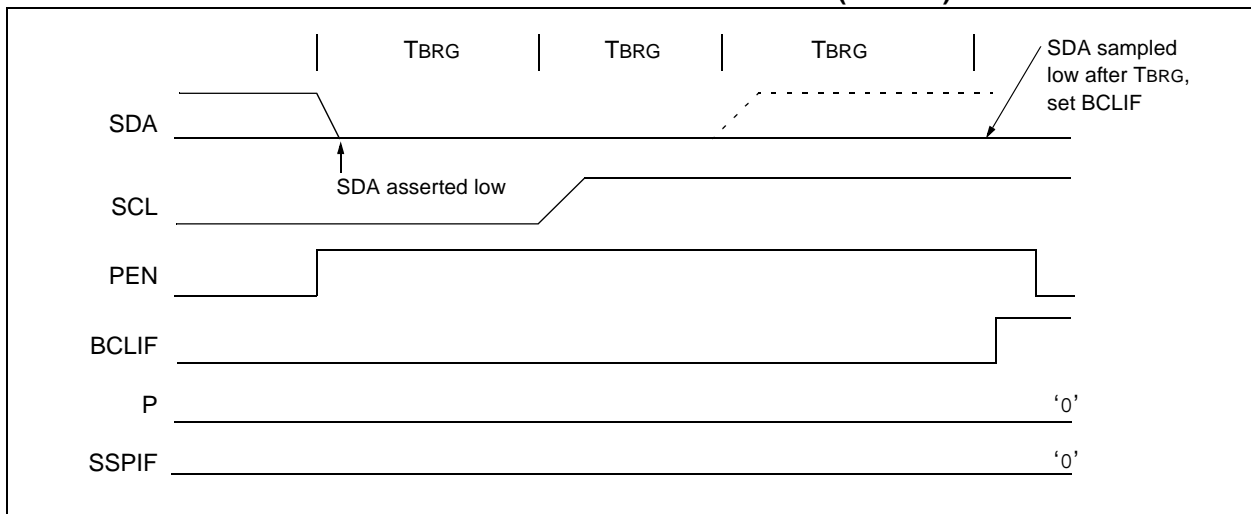 TBRG TBRG TBRG
SDA sampled
low after TBRG,
set BCLIF
SDA
SDA asserted low
SCL
PEN
BCLIF
P '0'
SSPIF '0'